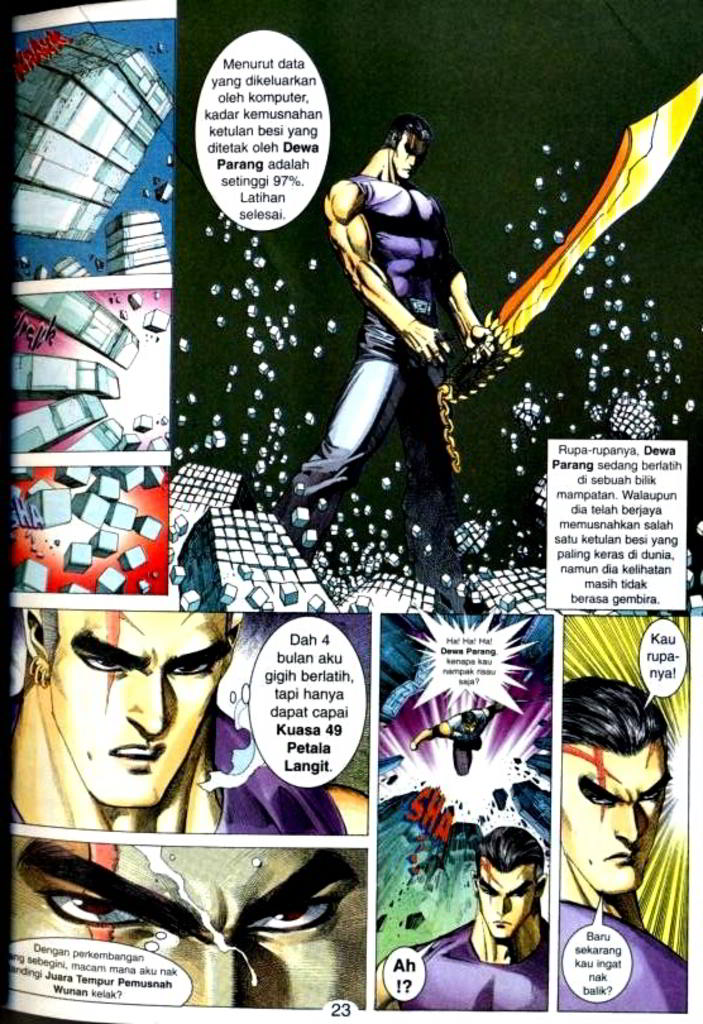 Menurut data
yang dikeluarkan
oleh komputer,
kadar kemusnahan
ketulan besi yang
ditetak oleh Dewa
Parang adalah
setinggi 97%.
Latihan
selesai.
Rupa-rupanya, Dewa
Parang sedang berlatih
di sebuah bilik
mampatan. Walaupun
dia telah berjaya
memusnahkan salah
satu ketulan besi yang
paling keras di dunia,
namun dia kelihatan
masih tidak
berasa gembira.
SHA
Dah 4
bulan aku
gigih berlatih,
tapi hanya
dapat capai
Kuasa 49
Petala
Langit.
Dengan perkembangan
sebegini, macam mana aku nak
Juara Tempur Pemusnah
Wunan kelak?
Ha! Ha! Ha!
Dewa Parang,
kenapa kau
nampak risau
saja?
SHA
Ah
!?
Kau
rupa-
nya!
Baru
sekarang
kau ingat
nak
balik?
23